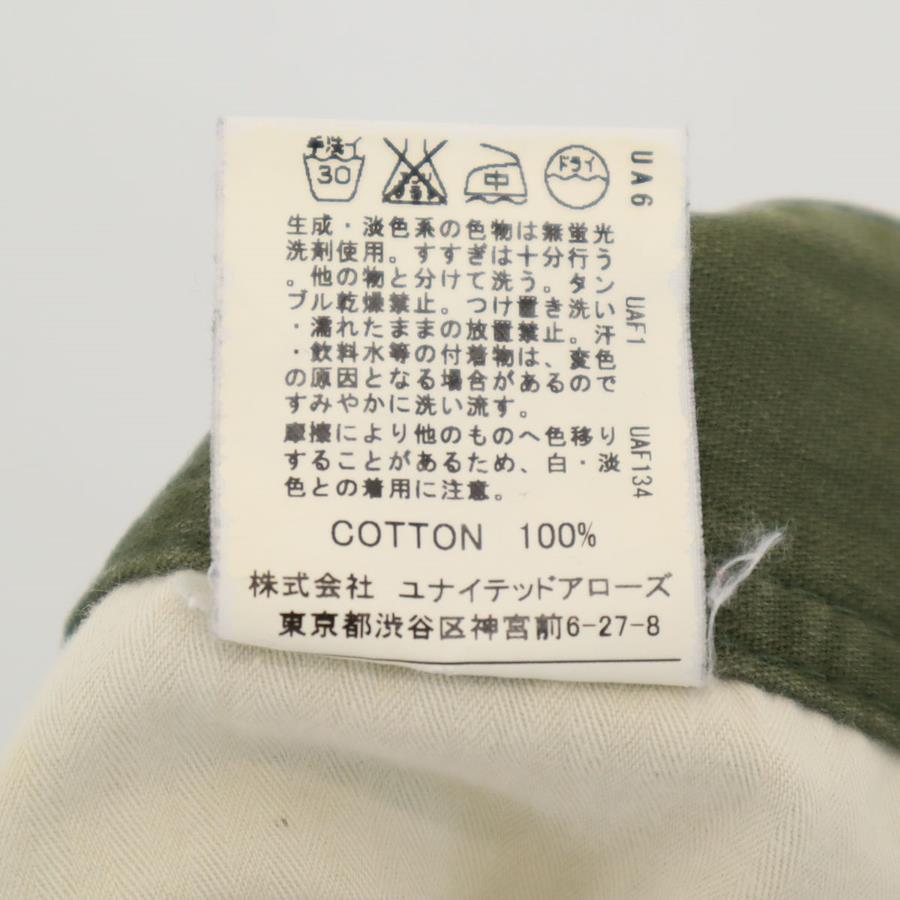 手洗イ
30
エンソ
サラシ
中
ドライ
UA6
生成・淡色系の色物は無蛍光
洗剤使用。すすぎは十分行う
。他の物と分けて洗う。タン
ブル乾燥禁止。つけ置き洗い
・濡れたままの放置禁止。汗
・飲料水等の付着物は、変色
の原因となる場合があるので
すみやかに洗い流す。
UAF1
摩擦により他のものへ色移り
することがあるため、白・淡
色との着用に注意。
UAF134
COTTON 100%
株式会社 ユナイテッドアローズ
東京都渋谷区神宮前6-27-8